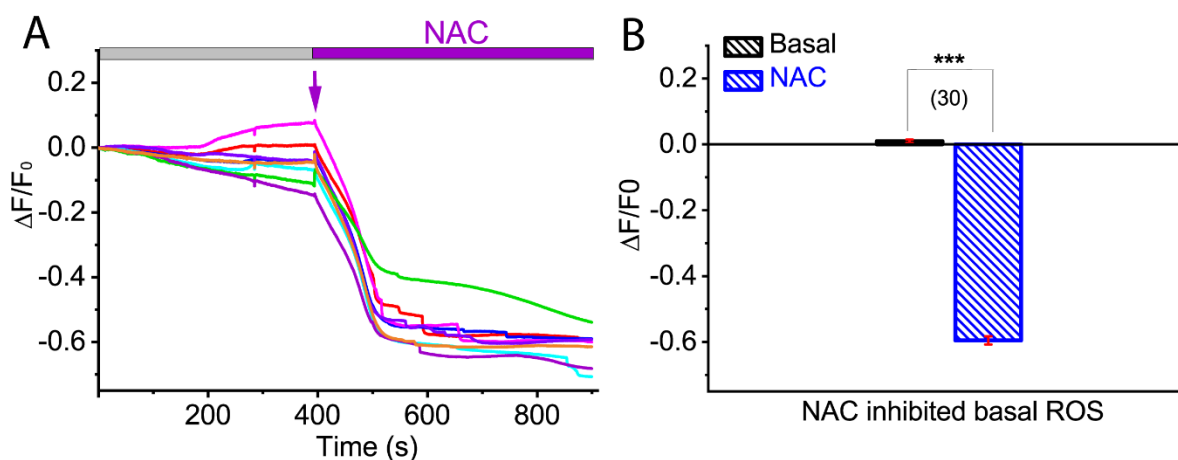 A
NAC
0.2
0.0
-0.2
-0.4
-0.6
ΔF/F₀
200 400 600 800
Time (s)
B
Basal
NAC
***
(30)
0.2
0.0
-0.2
-0.4
-0.6
ΔF/F0
NAC inhibited basal ROS